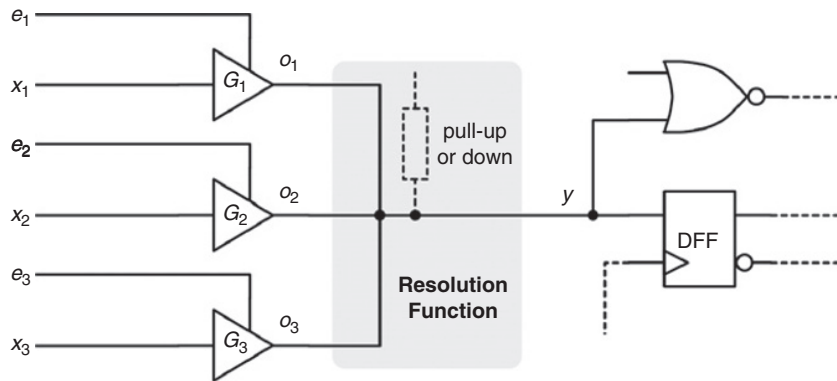 e1
x1
G1
o1
e2
x2
G2
o2
e3
x3
G3
o3
pull-up
or down
Resolution
Function
y
DFF